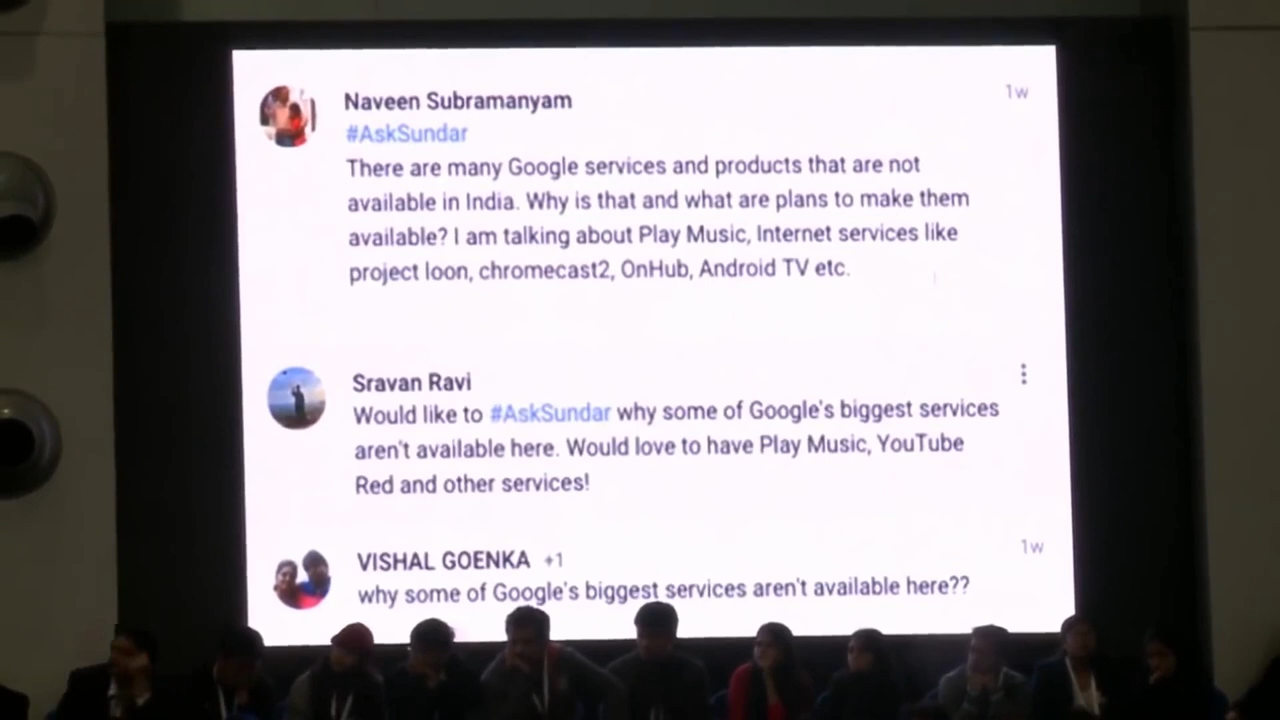 Naveen Subramanyam
1w
#AskSundar
There are many Google services and products that are not
available in India. Why is that and what are plans to make them
available? I am talking about Play Music, Internet services like
project loon, chromecast2, OnHub, Android TV etc.
Sravan Ravi
Would like to #AskSundar why some of Google's biggest services
aren't available here. Would love to have Play Music, YouTube
Red and other services!
VISHAL GOENKA +1
1w
why some of Google's biggest services aren't available here??